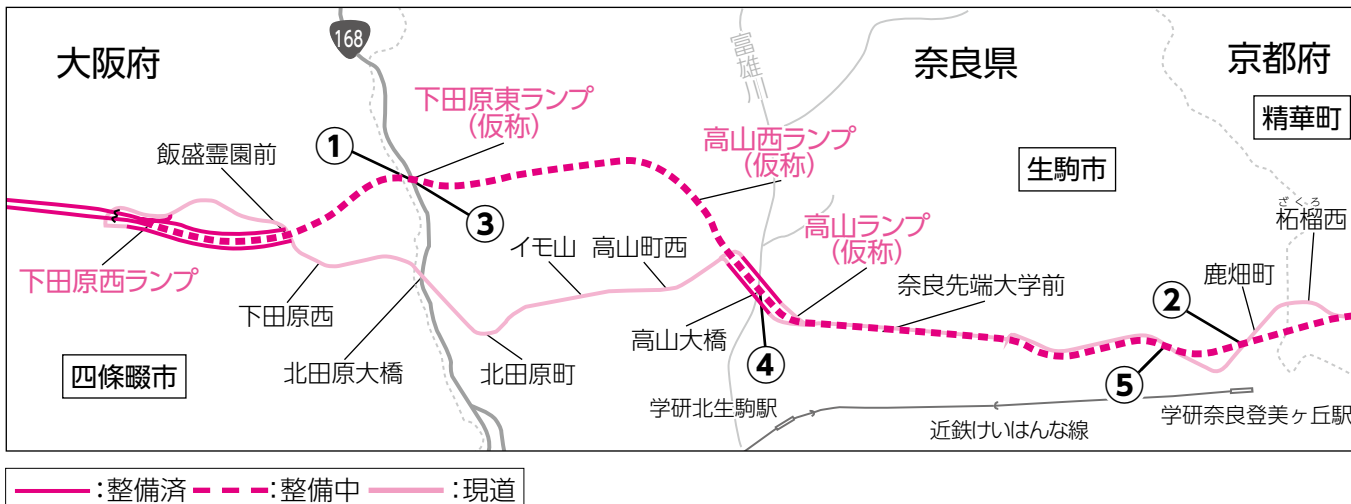 大阪府
168
富雄川
奈良県
京都府
精華町
下田原東ランプ
(仮称)
①
飯盛霊園前
高山西ランプ
(仮称)
生駒市
③
ざくろ
柘榴西
イモ山
高山町西
高山ランプ
(仮称)
下田原西ランプ
奈良先端大学前
鹿畑町
②
下田原西
高山大橋
④
四條畷市
北田原大橋
北田原町
⑤
学研北生駒駅
近鉄けいはんな線
学研奈良登美ヶ丘駅
:整備済
:整備中
:現道